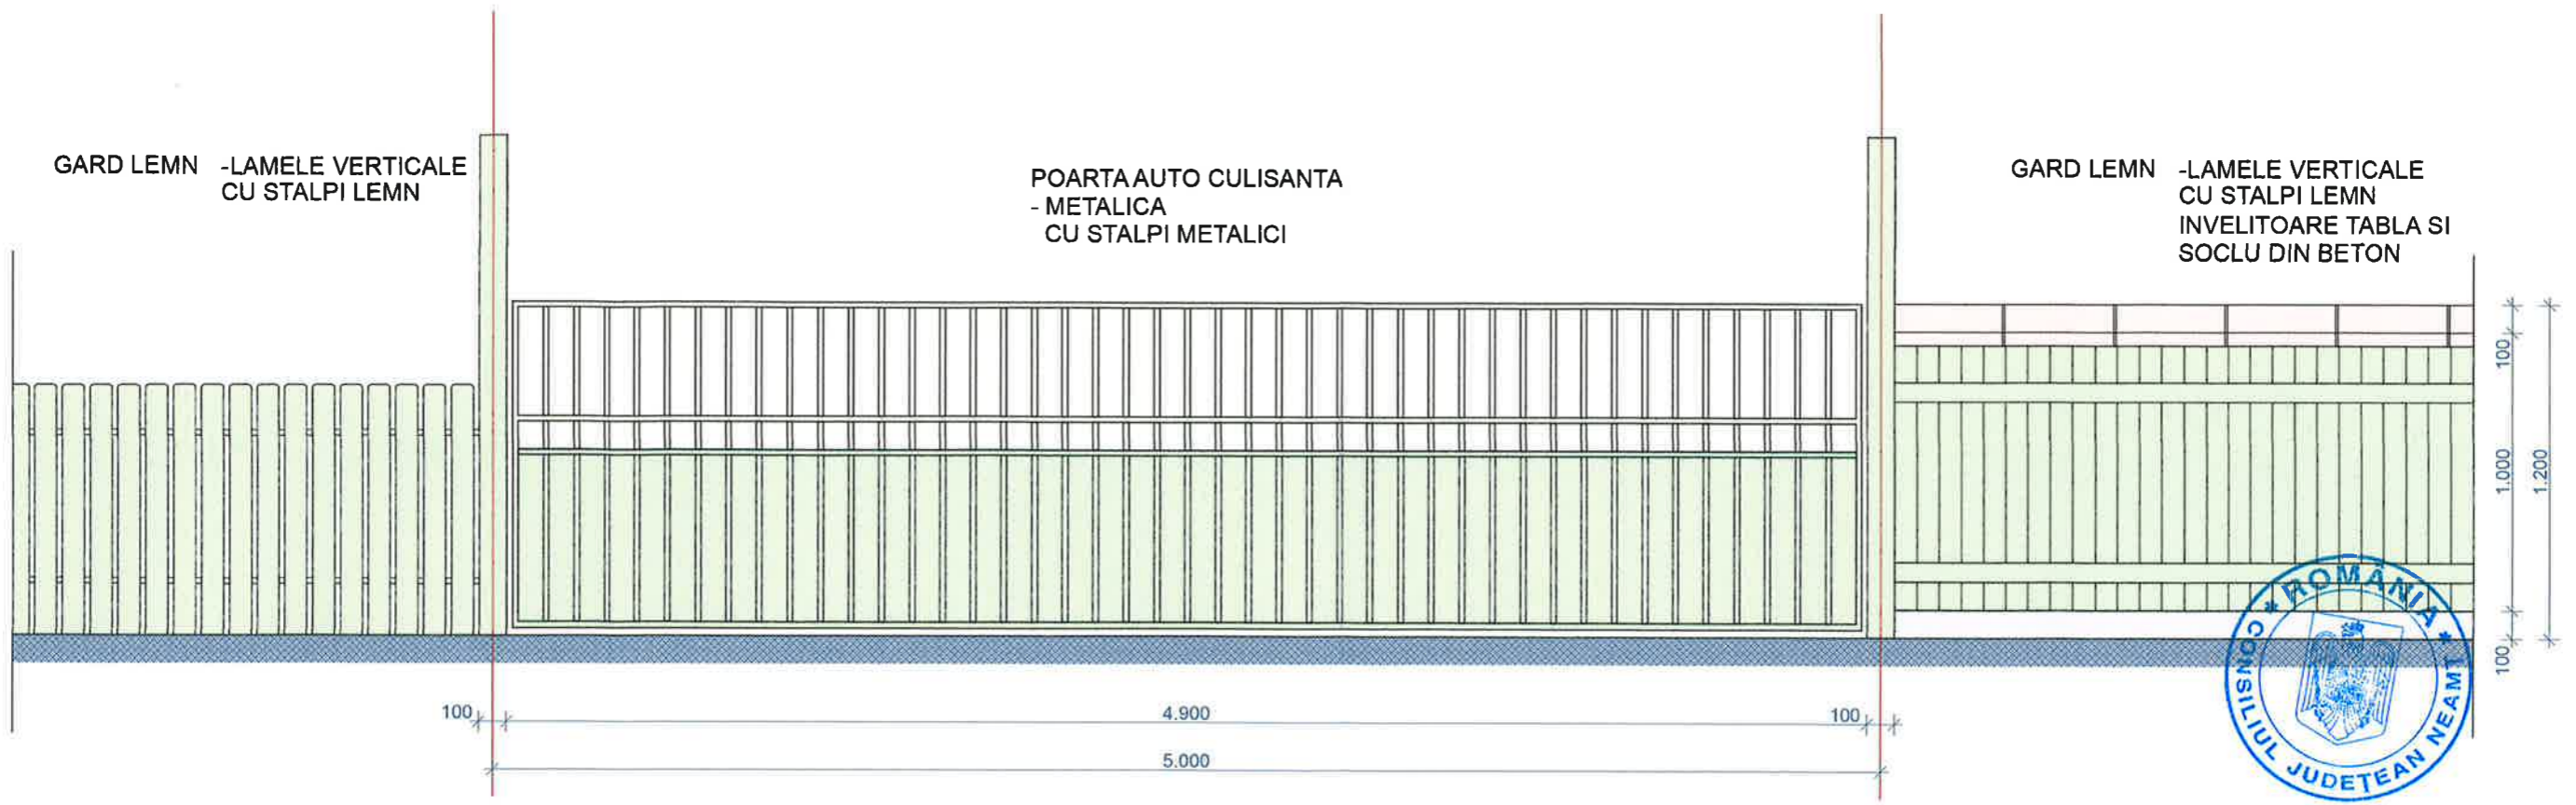 GARD LEMN -LAMELE VERTICALE
CU STALPI LEMN
POARTA AUTO CULISANTA
- METALICA
CU STALPI METALICI
GARD LEMN -LAMELE VERTICALE
CU STALPI LEMN
INVELITOARE TABLA SI
SOCLU DIN BETON
100
1.000
100
1.200
100
4.900
100
5.000
* ROMÂNIA *
CONSILIUL JUDEȚEAN NEAMȚ